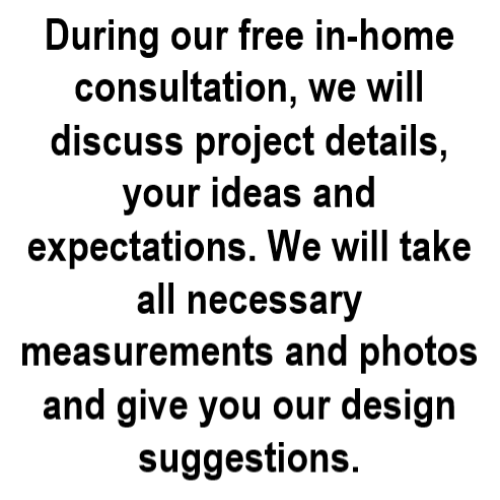 During our free in-home
consultation, we will
discuss project details,
your ideas and
expectations. We will take
all necessary
measurements and photos
and give you our design
suggestions.